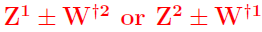 Z¹ ± W†² or Z² ± W†¹